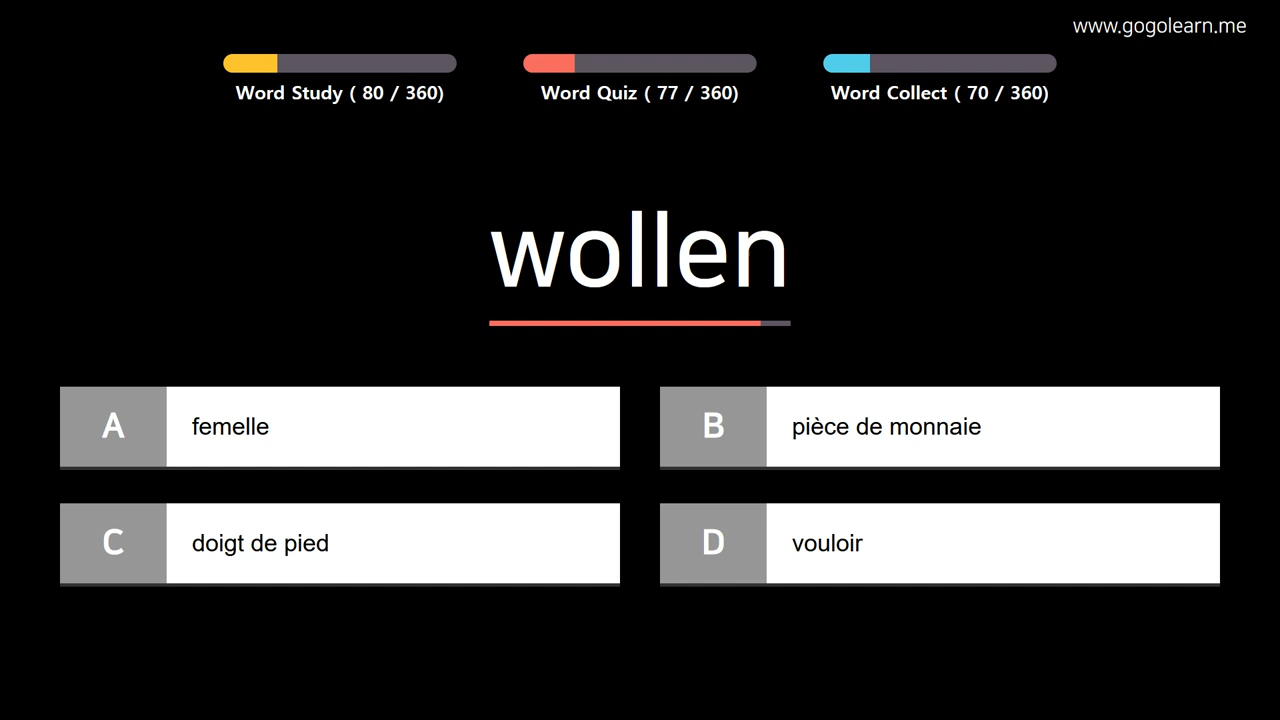 www.gogolearn.me
Word Study ( 80 / 360)
Word Quiz ( 77 / 360)
Word Collect ( 70 / 360)
wollen
A femelle
B pièce de monnaie
C doigt de pied
D vouloir